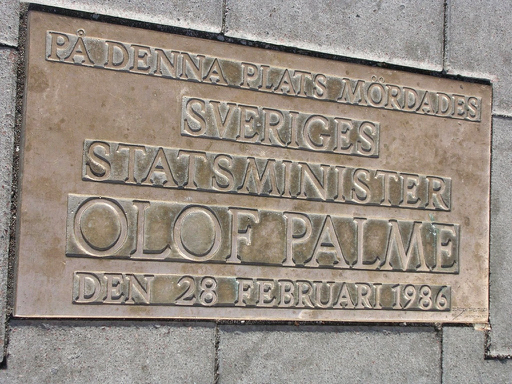 PÅ DENNA PLATS MÖRDADES
SVERIGES
STATSMINISTER
OLOF PALME
DEN 28 FEBRUARI 1986